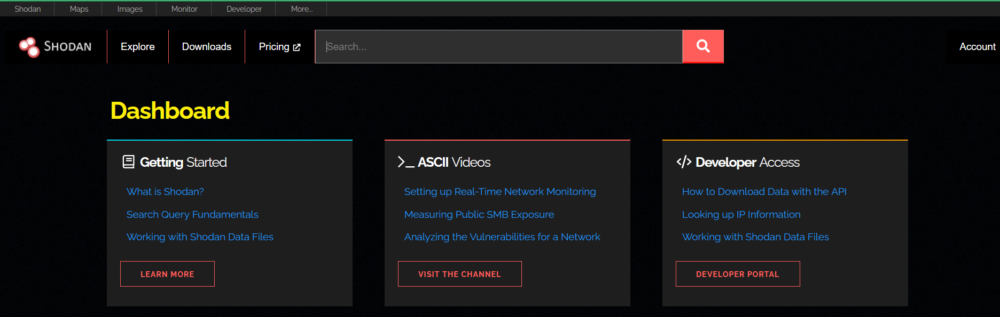 Shodan Maps Images Monitor Developer More...
SHODAN Explore Downloads Pricing Search... Account
Dashboard
Getting Started
What is Shodan?
Search Query Fundamentals
Working with Shodan Data Files
LEARN MORE
>_ ASCII Videos
Setting up Real-Time Network Monitoring
Measuring Public SMB Exposure
Analyzing the Vulnerabilities for a Network
VISIT THE CHANNEL
</> Developer Access
How to Download Data with the API
Looking up IP Information
Working with Shodan Data Files
DEVELOPER PORTAL